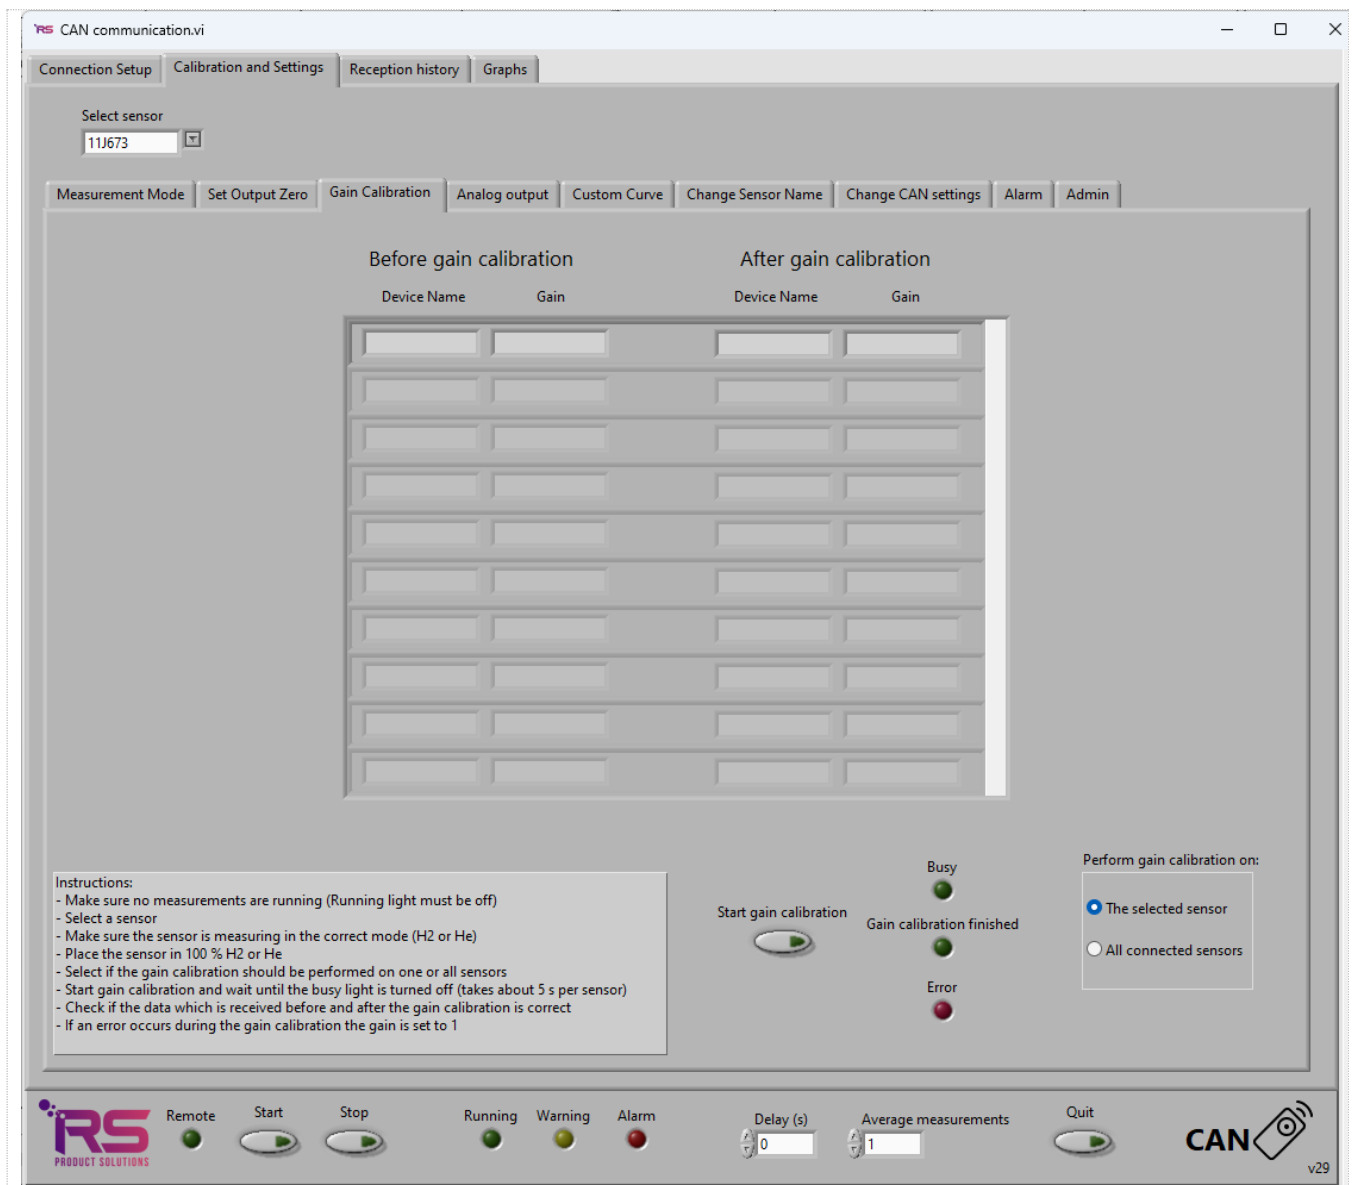 RS CAN communication.vi
Connection Setup Calibration and Settings Reception history Graphs
Select sensor
11J673
Measurement Mode Set Output Zero Gain Calibration Analog output Custom Curve Change Sensor Name Change CAN settings Alarm Admin
Before gain calibration After gain calibration
Device Name Gain Device Name Gain
Instructions:
- Make sure no measurements are running (Running light must be off)
- Select a sensor
- Make sure the sensor is measuring in the correct mode (H2 or He)
- Place the sensor in 100 % H2 or He
- Select if the gain calibration should be performed on one or all sensors
- Start gain calibration and wait until the busy light is turned off (takes about 5 s per sensor)
- Check if the data which is received before and after the gain calibration is correct
- If an error occurs during the gain calibration the gain is set to 1
Start gain calibration
Busy
Gain calibration finished
Error
Perform gain calibration on:
The selected sensor
All connected sensors
RS
PRODUCT SOLUTIONS
Remote Start Stop Running Warning Alarm Delay (s) Average measurements Quit
0 1
CAN
v29